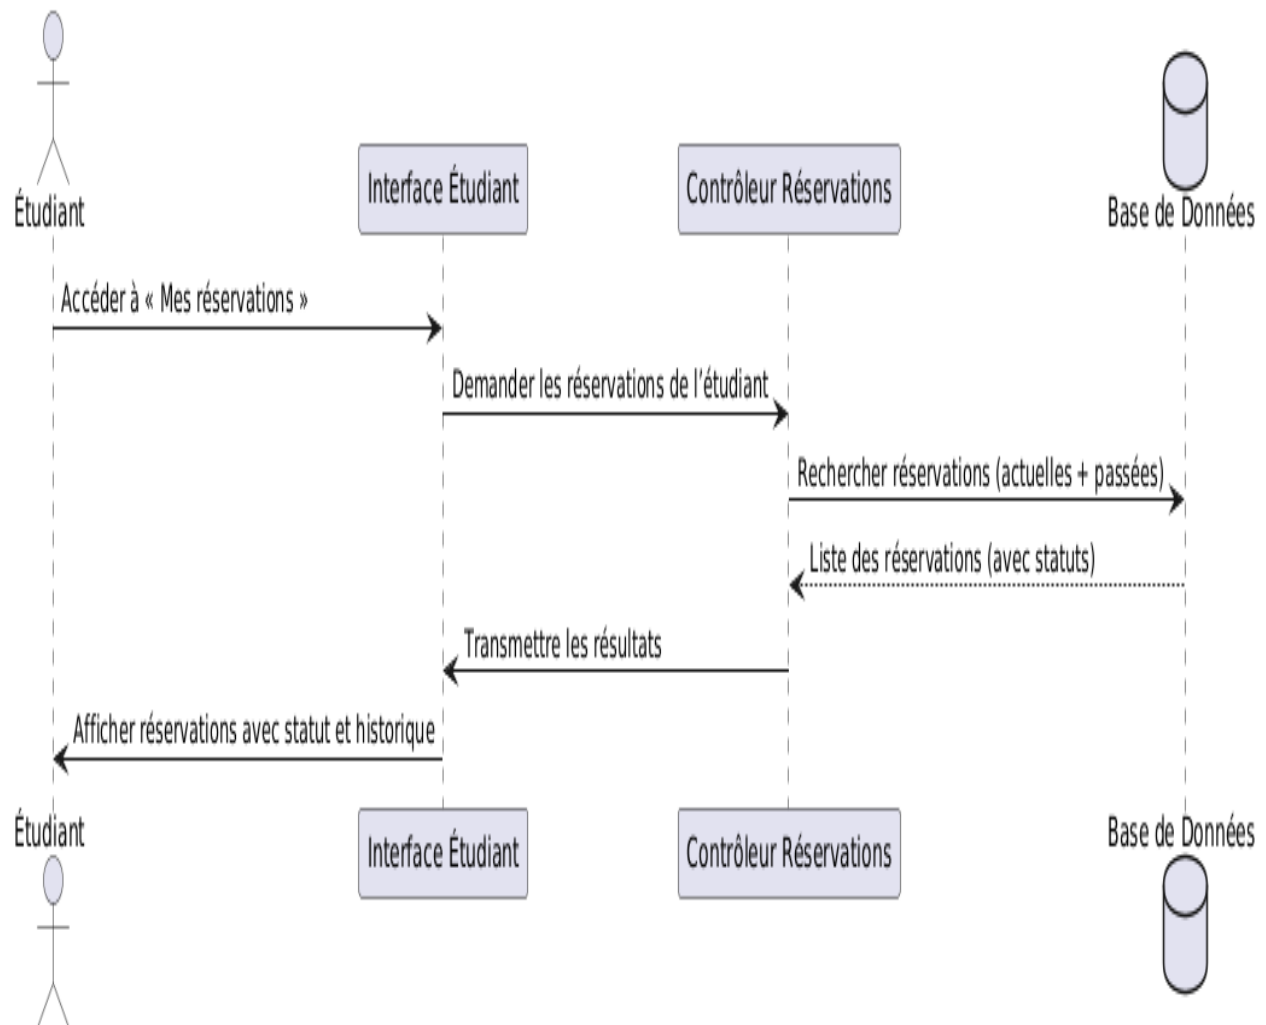 Étudiant
Interface Étudiant
Contrôleur Réservations
Base de Données
Accéder à « Mes réservations »
Demander les réservations de l’étudiant
Rechercher réservations (actuelles + passées)
Liste des réservations (avec statuts)
Transmettre les résultats
Afficher réservations avec statut et historique
Étudiant
Interface Étudiant
Contrôleur Réservations
Base de Données